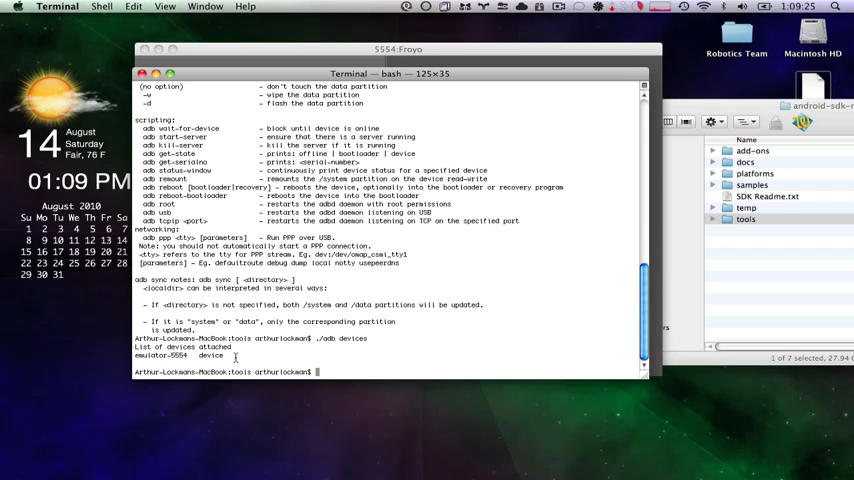 Terminal Shell Edit View Window Help
1:09:25
5554:Froyo
Terminal — bash — 125×35
(no option) - don't touch the data partition
-w - wipe the data partition
-d - flash the data partition
scripting:
adb wait-for-device - block until device is online
adb start-server - ensure that there is a server running
adb kill-server - kill the server if it is running
adb get-state - prints: offline | bootloader | device
adb get-serialno - prints: <serial-number>
adb status-window - continuously print device status for a specified device
adb remount - remounts the /system partition on the device read-write
adb reboot [bootloader|recovery] - reboots the device, optionally into the bootloader or recovery program
adb reboot-bootloader - reboots the device into the bootloader
adb root - restarts the adbd daemon with root permissions
adb usb - restarts the adbd daemon listening on USB
adb tcpip <port> - restarts the adbd daemon listening on TCP on the specified port
networking:
adb ppp <tty> [parameters] - Run PPP over USB.
Note: you should not automatically start a PPP connection.
<tty> refers to the tty for PPP stream. Eg. dev:/dev/omap_csmi_tty1
[parameters] - Eg. defaultroute debug dump local notty usepeerdns
adb sync notes: adb sync [ <directory> ]
<localdir> can be interpreted in several ways:
- If <directory> is not specified, both /system and /data partitions will be updated.
- If it is "system" or "data", only the corresponding partition
is updated.
Arthur-Lockmans-MacBook:tools arthurlockman$ ./adb devices
List of devices attached
emulator-5554 device
Arthur-Lockmans-MacBook:tools arthurlockman$
14
August
Saturday
Fair, 76 F
01:09 PM
August 2010
Su Mo Tu We Th Fr Sa
1 2 3 4 5 6 7
8 9 10 11 12 13 14
15 16 17 18 19 20 21
22 23 24 25 26 27 28
29 30 31
Robotics Team
Macintosh HD
android-sdk-
Name
add-ons
docs
platforms
samples
SDK Readme.txt
temp
tools
1 of 7 selected, 27.94